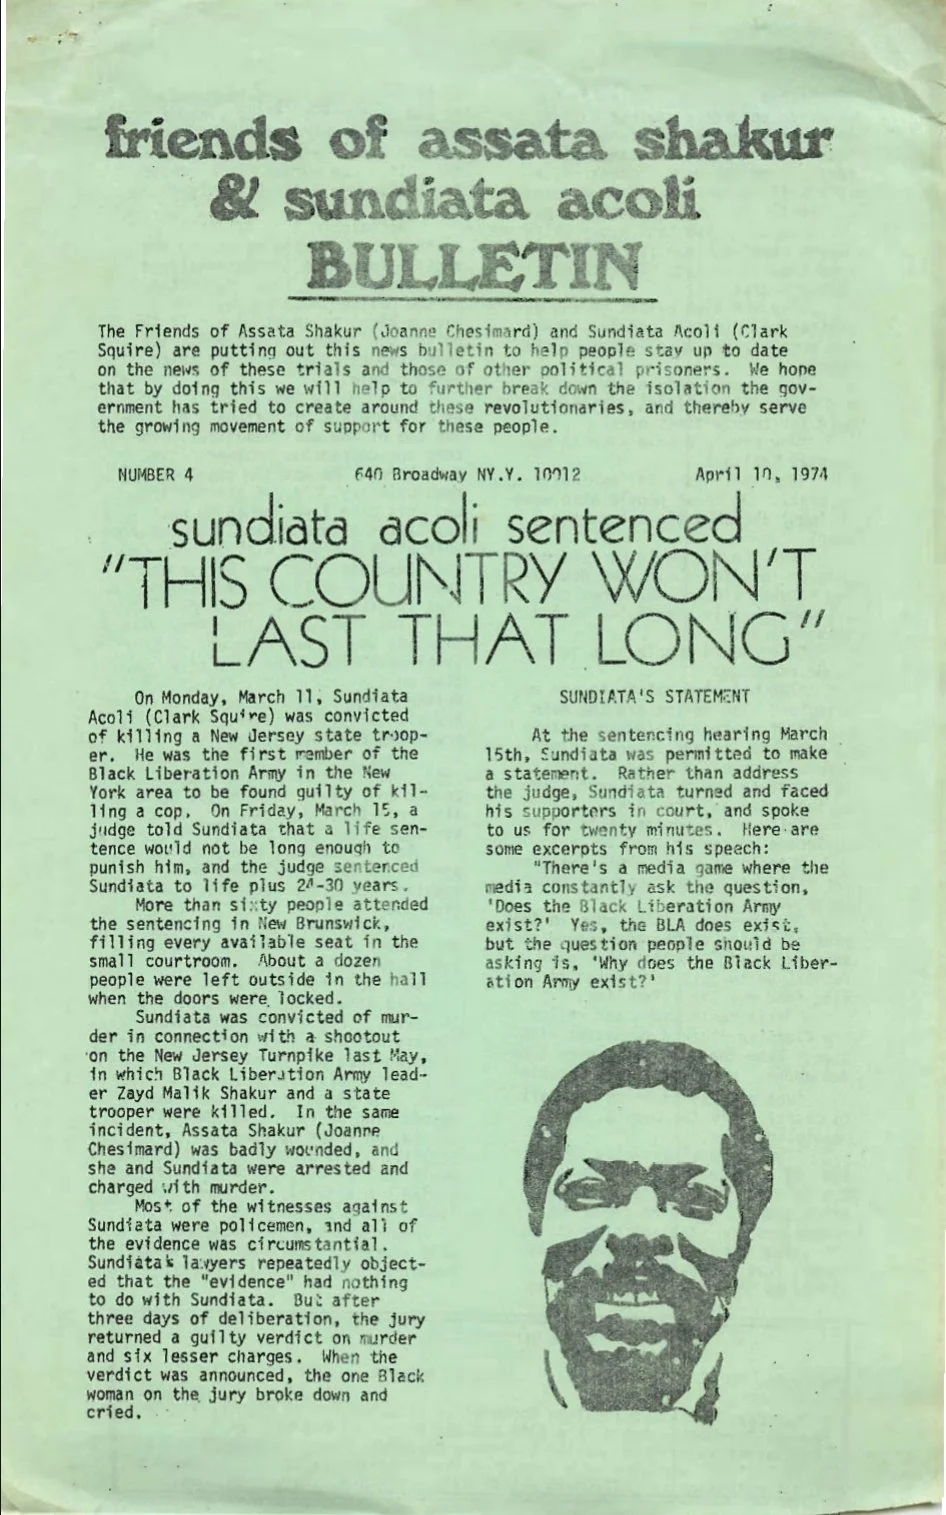 friends of assata shakur
& sundiata acoli
BULLETIN
The Friends of Assata Shakur (Joanne Chesimard) and Sundiata Acoli (Clark
Squire) are putting out this news bulletin to help people stay up to date
on the news of these trials and those of other political prisoners. We hope
that by doing this we will help to further break down the isolation the gov-
ernment has tried to create around these revolutionaries, and thereby serve
the growing movement of support for these people.
NUMBER 4 640 Broadway NY.Y. 10012 April 10, 1974
sundiata acoli sentenced
"THIS COUNTRY WON'T
LAST THAT LONG"
On Monday, March 11, Sundiata
Acoli (Clark Squire) was convicted
of killing a New Jersey state troop-
er. He was the first member of the
Black Liberation Army in the New
York area to be found guilty of kil-
ling a cop. On Friday, March 15, a
judge told Sundiata that a life sen-
tence would not be long enough to
punish him, and the judge sentenced
Sundiata to life plus 24-30 years.
More than sixty people attended
the sentencing in New Brunswick,
filling every available seat in the
small courtroom. About a dozen
people were left outside in the hall
when the doors were locked.
Sundiata was convicted of mur-
der in connection with a shootout
on the New Jersey Turnpike last May,
in which Black Liberation Army lead-
er Zayd Malik Shakur and a state
trooper were killed. In the same
incident, Assata Shakur (Joanne
Chesimard) was badly wounded, and
she and Sundiata were arrested and
charged with murder.
Most of the witnesses against
Sundiata were policemen, and all of
the evidence was circumstantial.
Sundiata's lawyers repeatedly object-
ed that the "evidence" had nothing
to do with Sundiata. But after
three days of deliberation, the jury
returned a guilty verdict on murder
and six lesser charges. When the
verdict was announced, the one Black
woman on the jury broke down and
cried.
SUNDIATA'S STATEMENT
At the sentencing hearing March
15th, Sundiata was permitted to make
a statement. Rather than address
the judge, Sundiata turned and faced
his supporters in court, and spoke
to us for twenty minutes. Here are
some excerpts from his speech:
"There's a media game where the
media constantly ask the question,
'Does the Black Liberation Army
exist?' Yes, the BLA does exist,
but the question people should be
asking is, 'Why does the Black Liber-
ation Army exist?'